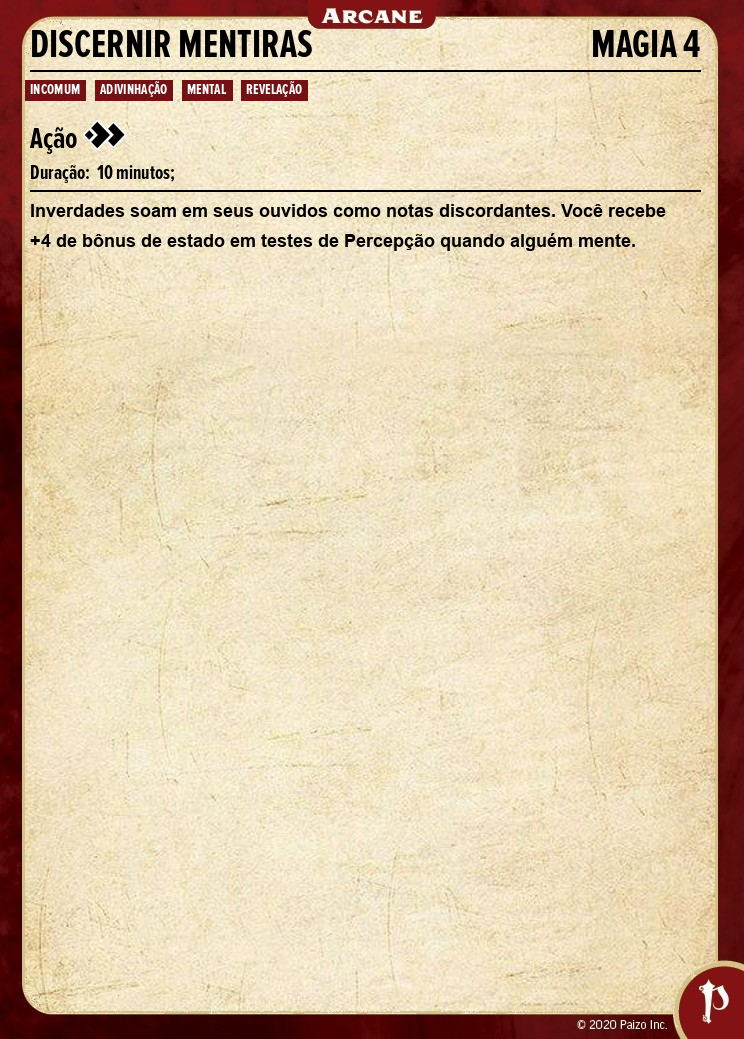 ARCANE
DISCERNIR MENTIRAS MAGIA 4
INCOMUM ADIVINHAÇÃO MENTAL REVELAÇÃO
Ação
Duração: 10 minutos;
Inverdades soam em seus ouvidos como notas discordantes. Você recebe
+4 de bônus de estado em testes de Percepção quando alguém mente.
© 2020 Paizo Inc.
P